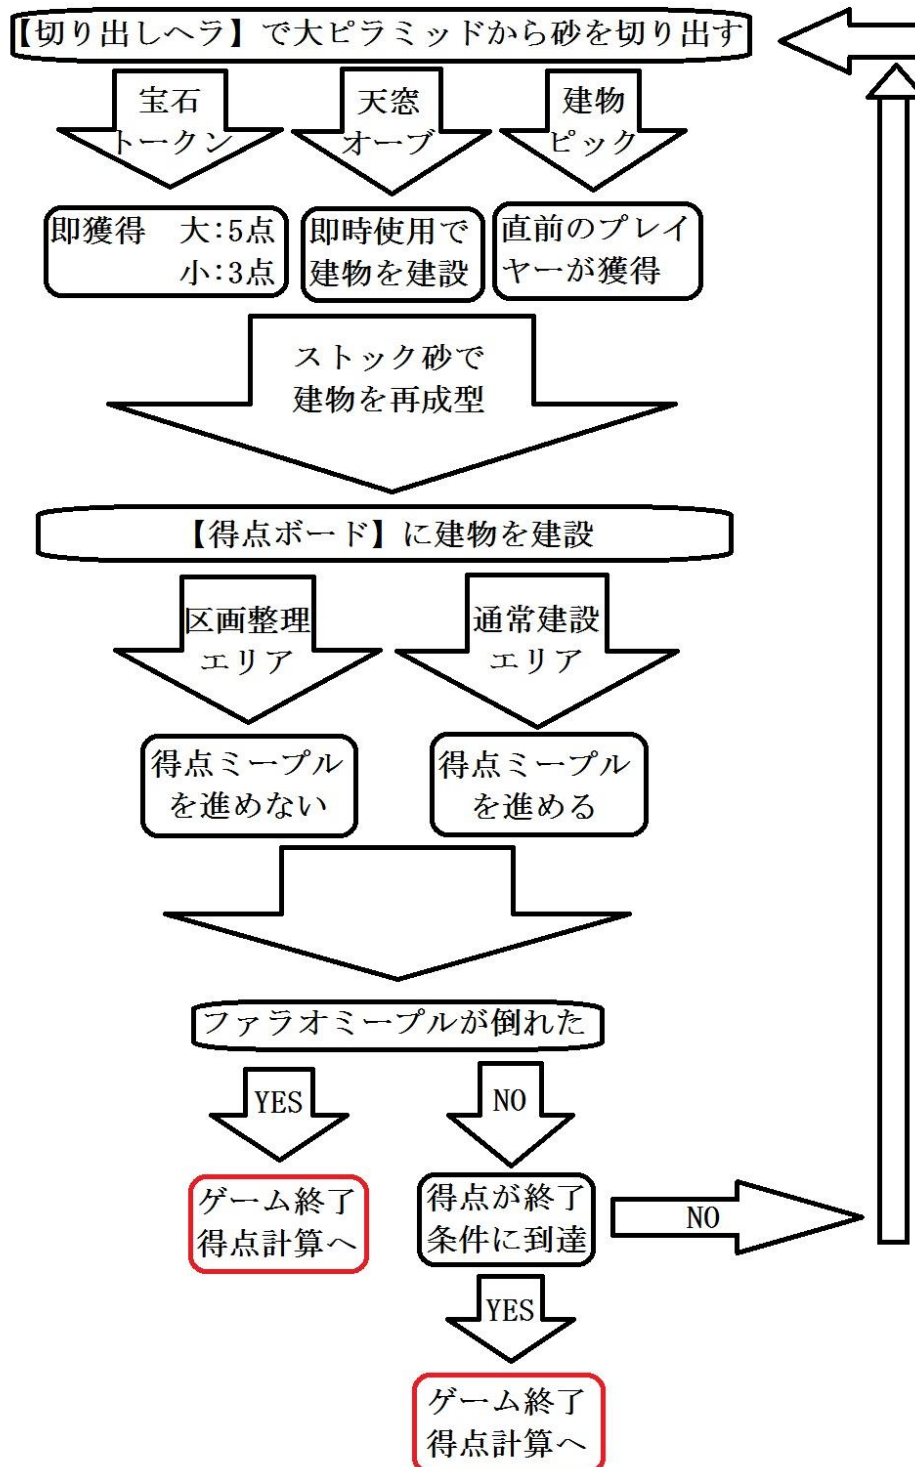 【切り出しヘラ】で大ピラミッドから砂を切り出す
宝石
トークン
天窓
オーブ
建物
ピック
即獲得　大:5点
小:3点
即時使用で
建物を建設
直前のプレイ
ヤーが獲得
ストック砂で
建物を再成型
【得点ボード】に建物を建設
区画整理
エリア
通常建設
エリア
得点ミープル
を進めない
得点ミープル
を進める
ファラオミープルが倒れた
YES
NO
ゲーム終了
得点計算へ
得点が終了
条件に到達
NO
YES
ゲーム終了
得点計算へ